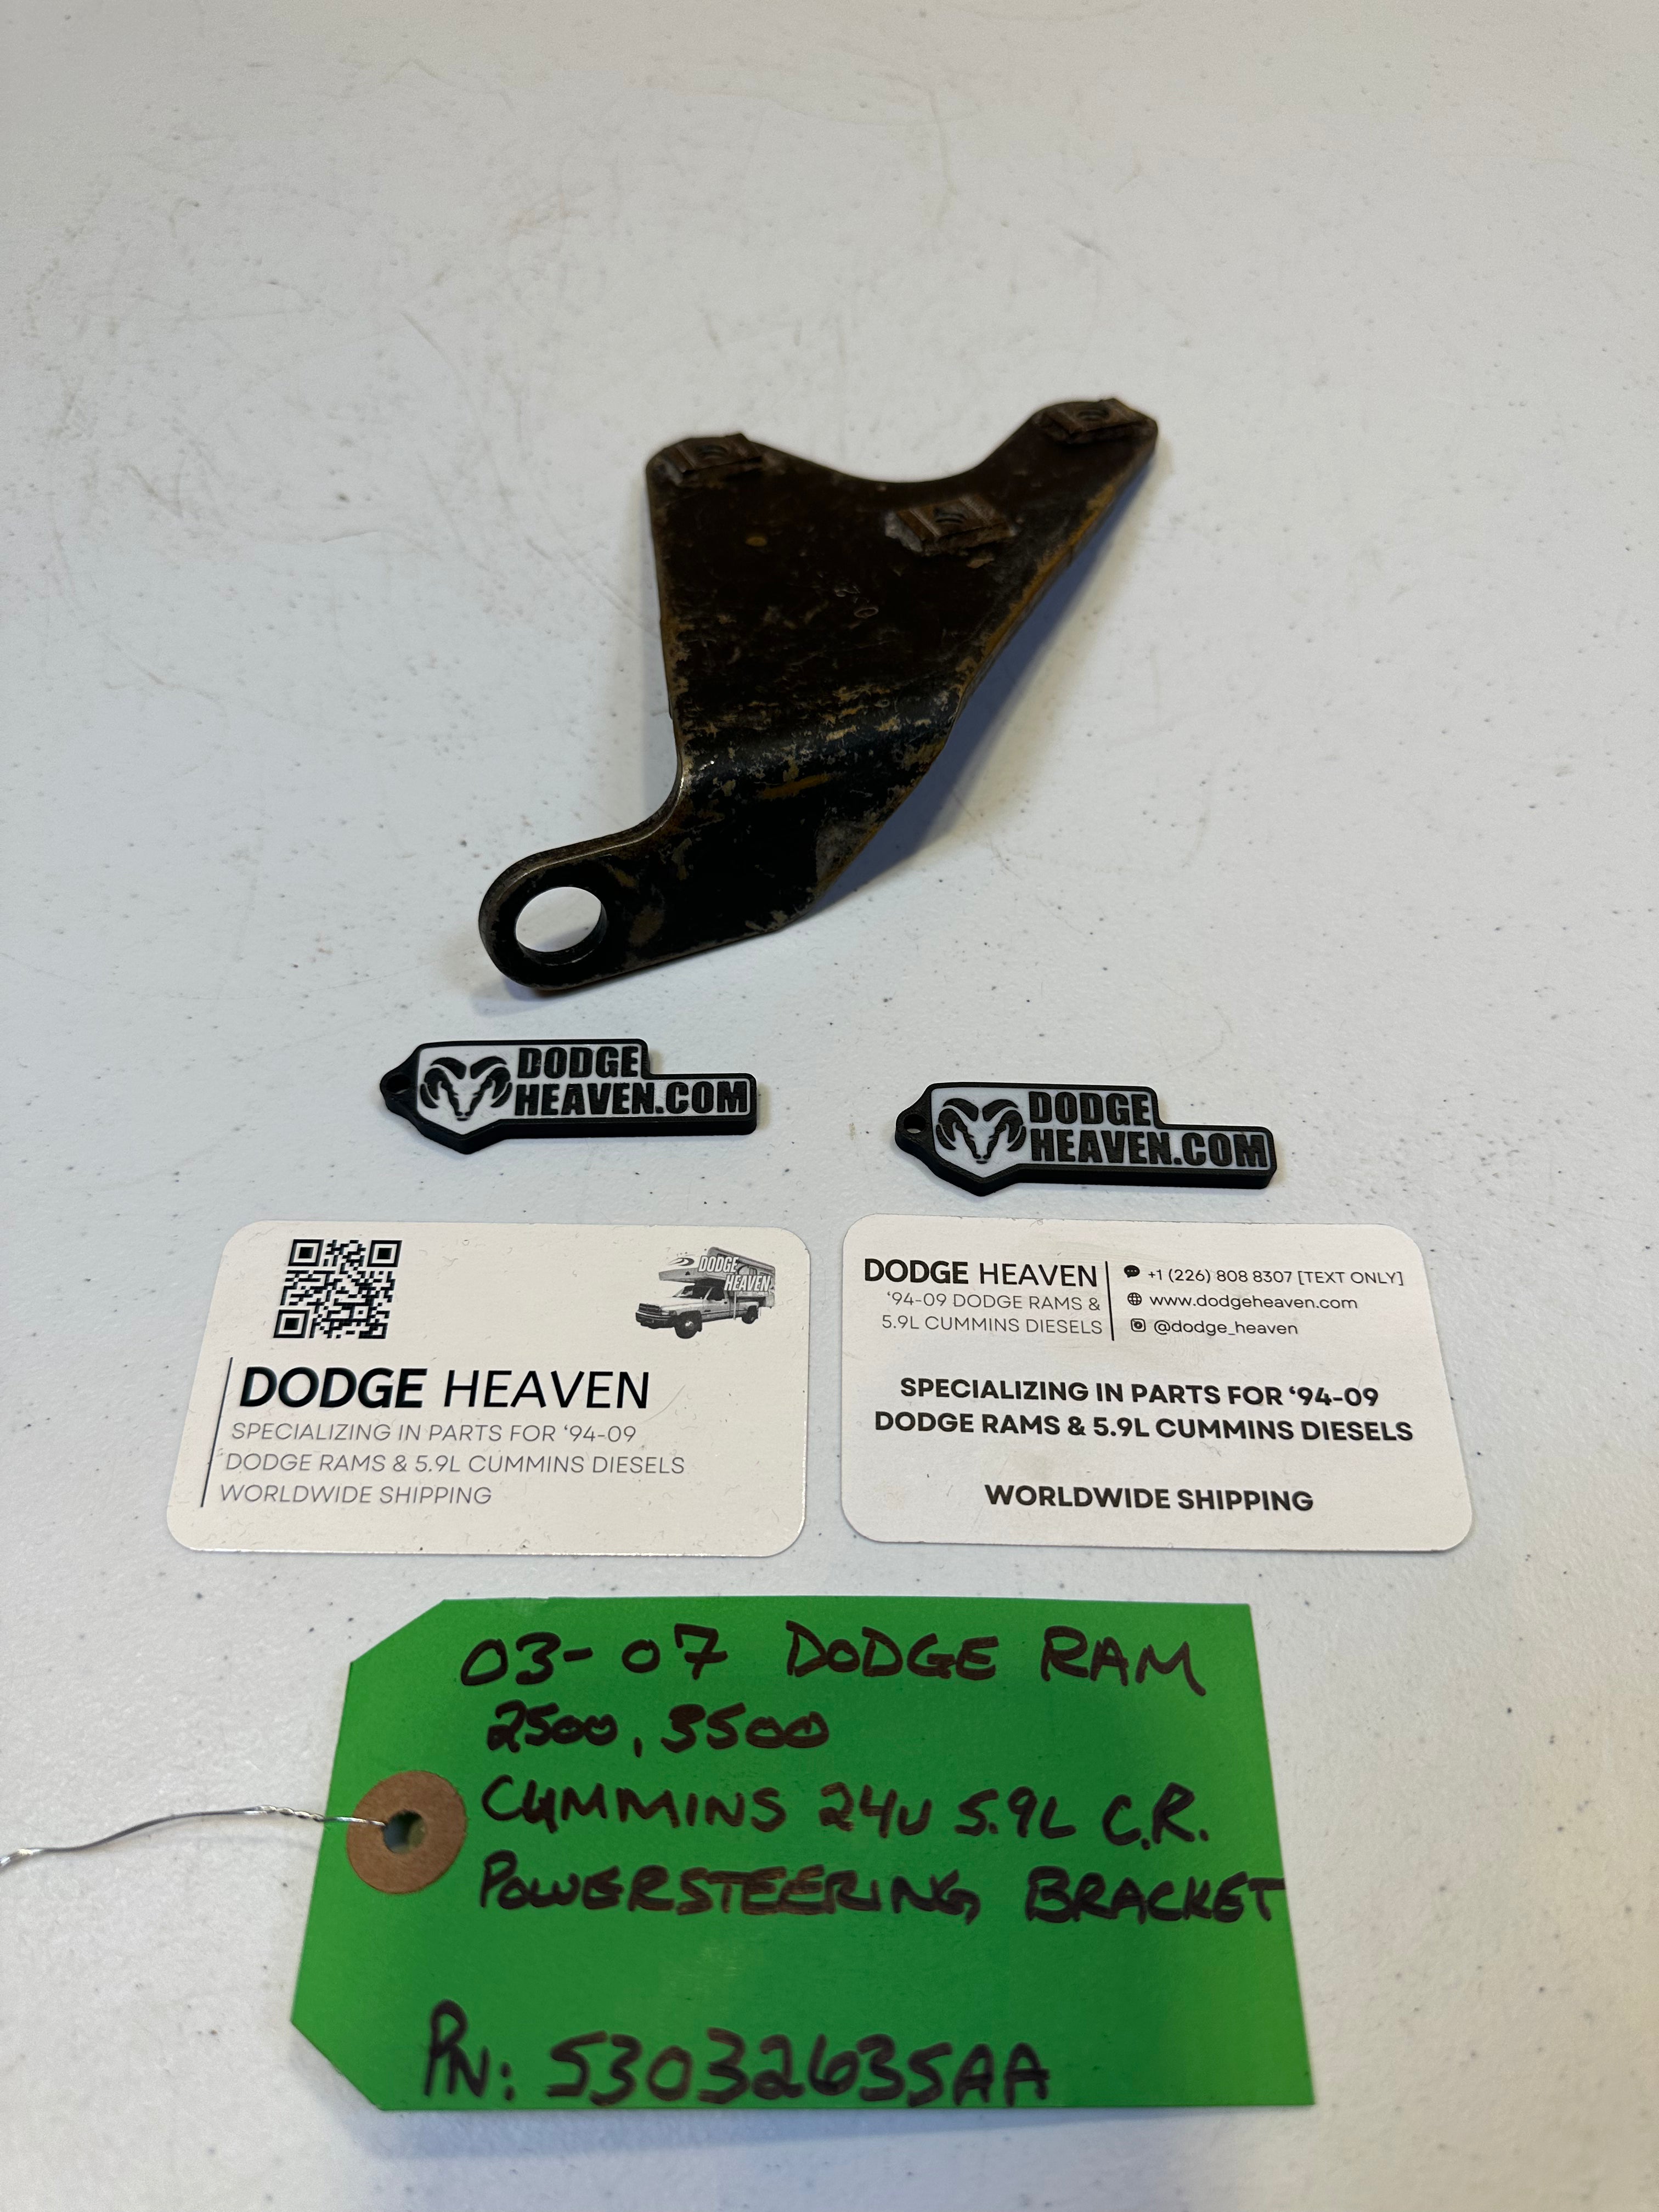 DODGE
HEAVEN.COM
DODGE
HEAVEN.COM
DODGE
HEAVEN
DODGE HEAVEN
SPECIALIZING IN PARTS FOR ‘94-09
DODGE RAMS & 5.9L CUMMINS DIESELS
WORLDWIDE SHIPPING
DODGE HEAVEN
‘94-09 DODGE RAMS &
5.9L CUMMINS DIESELS
+1 (226) 808 8307 [TEXT ONLY]
www.dodgeheaven.com
@dodge_heaven
SPECIALIZING IN PARTS FOR ‘94-09
DODGE RAMS & 5.9L CUMMINS DIESELS
WORLDWIDE SHIPPING
03-07 DODGE RAM
2500, 3500
CUMMINS 24V 5.9L C.R.
POWERSTEERING BRACKET
PN: 53032635AA